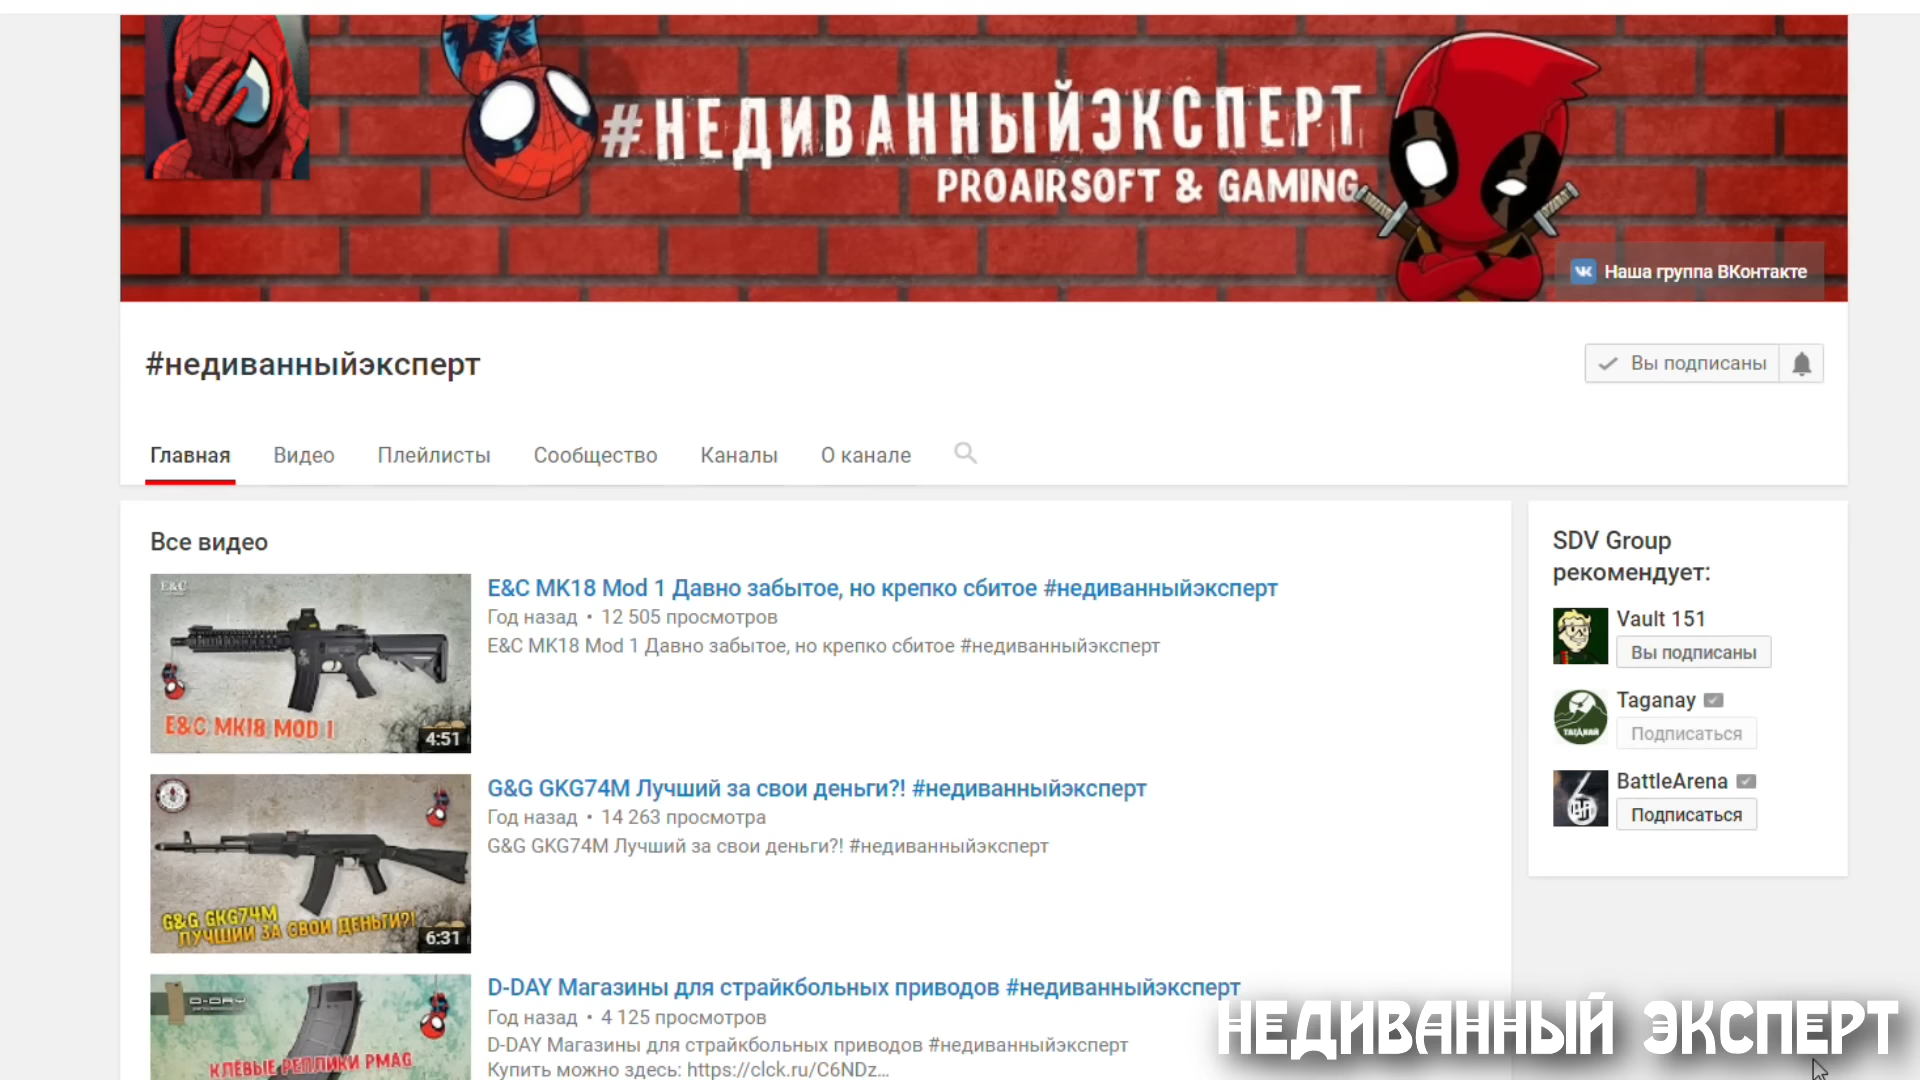 #НЕДИВАННЫЙЭКСПЕРТ
PROAIRSOFT & GAMING
Наша группа ВКонтакте
#недиванныйэксперт
Вы подписаны
Главная Видео Плейлисты Сообщество Каналы О канале
Все видео
E&C
E&C MK18 MOD 1
4:51
E&C MK18 Mod 1 Давно забытое, но крепко сбитое #недиванныйэксперт
Год назад • 12 505 просмотров
E&C MK18 Mod 1 Давно забытое, но крепко сбитое #недиванныйэксперт
G&G GKG74M
ЛУЧШИЙ ЗА СВОИ ДЕНЬГИ?!
6:31
G&G GKG74M Лучший за свои деньги?! #недиванныйэксперт
Год назад • 14 263 просмотра
G&G GKG74M Лучший за свои деньги?! #недиванныйэксперт
D-DAY
КЛЁВЫЕ РЕПЛИКИ PMAG
D-DAY Магазины для страйкбольных приводов #недиванныйэксперт
Год назад • 4 125 просмотров
D-DAY Магазины для страйкбольных приводов #недиванныйэксперт
Купить можно здесь: https://clck.ru/C6NDz...
SDV Group
рекомендует:
Vault 151
Вы подписаны
Taganay
Подписаться
ТАГАНАЙ
BattleArena
Подписаться
НЕДИВАННЫЙ ЭКСПЕРТ